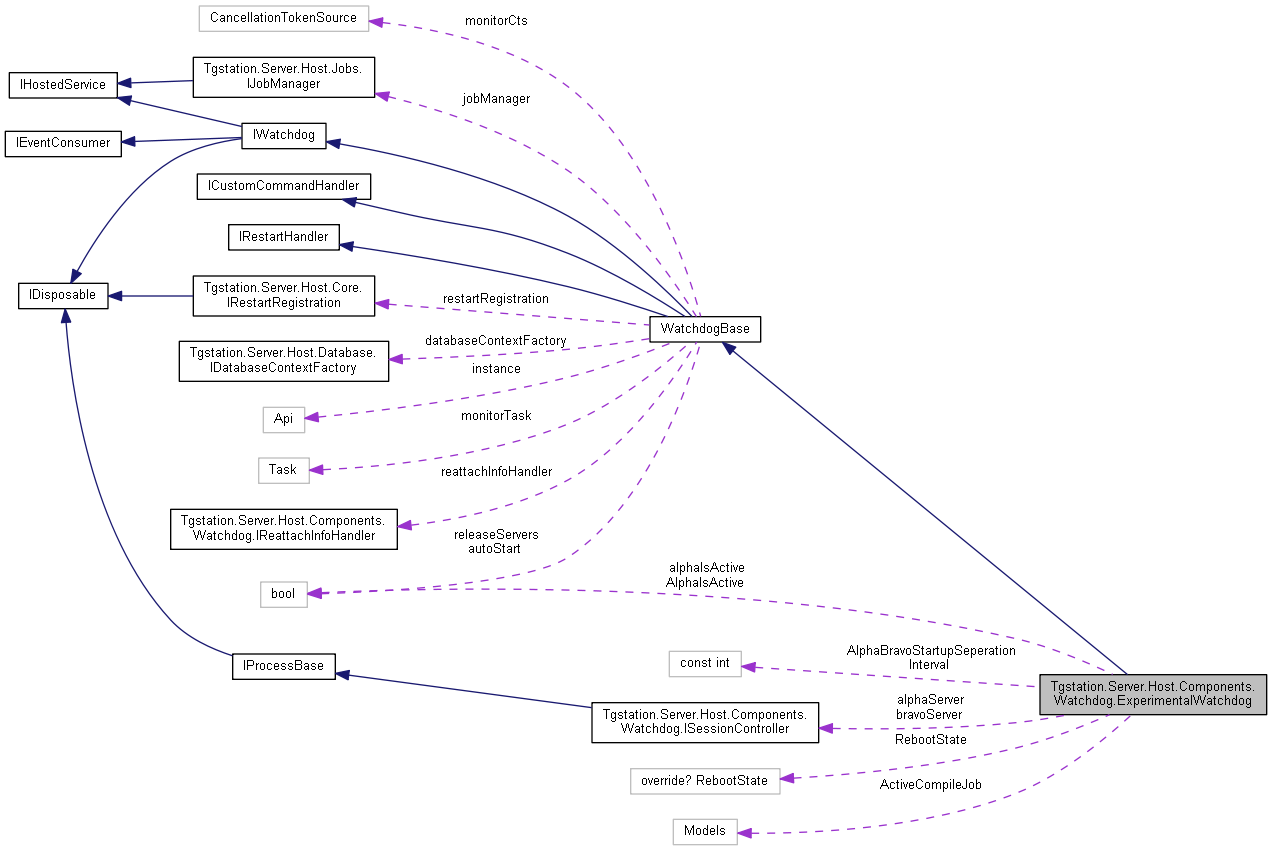 CancellationTokenSource
monitorCts
Tgstation.Server.Host.Jobs.
IJobManager
IHostedService
jobManager
IWatchdog
IEventConsumer
ICustomCommandHandler
IRestartHandler
Tgstation.Server.Host.Core.
IRestartRegistration
IDisposable
restartRegistration
WatchdogBase
databaseContextFactory
Tgstation.Server.Host.Database.
IDatabaseContextFactory
instance
Api
monitorTask
Task
reattachInfoHandler
Tgstation.Server.Host.Components.
Watchdog.IReattachInfoHandler
releaseServers
autoStart
bool
alphaIsActive
AlphaIsActive
IProcessBase
const int
AlphaBravoStartupSeperation
Interval
Tgstation.Server.Host.Components.
Watchdog.ExperimentalWatchdog
alphaServer
bravoServer
Tgstation.Server.Host.Components.
Watchdog.ISessionController
RebootState
override? RebootState
ActiveCompileJob
Models